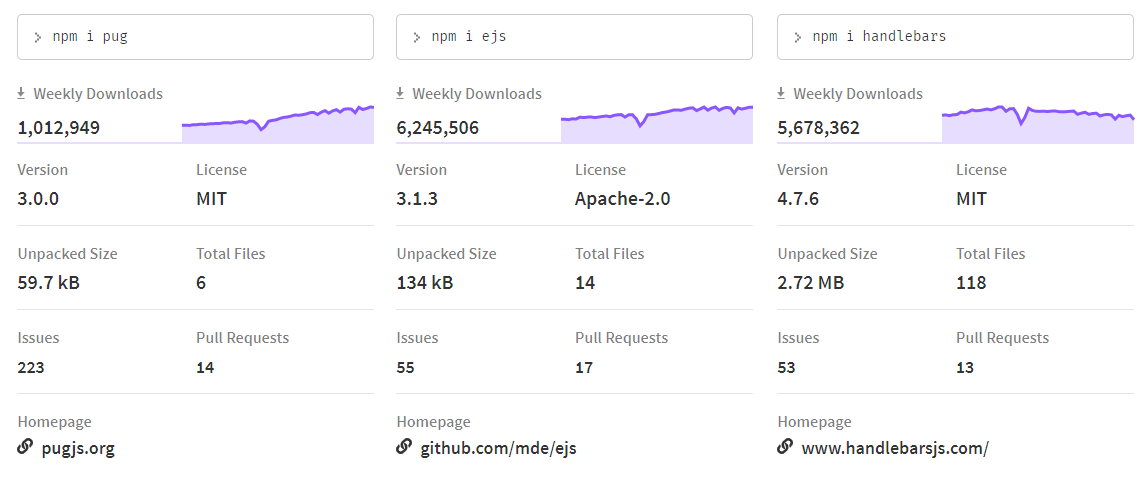 > npm i pug
Weekly Downloads
1,012,949
Version License
3.0.0 MIT
Unpacked Size Total Files
59.7 kB 6
Issues Pull Requests
223 14
Homepage
pugjs.org
> npm i ejs
Weekly Downloads
6,245,506
Version License
3.1.3 Apache-2.0
Unpacked Size Total Files
134 kB 14
Issues Pull Requests
55 17
Homepage
github.com/mde/ejs
> npm i handlebars
Weekly Downloads
5,678,362
Version License
4.7.6 MIT
Unpacked Size Total Files
2.72 MB 118
Issues Pull Requests
53 13
Homepage
www.handlebarsjs.com/